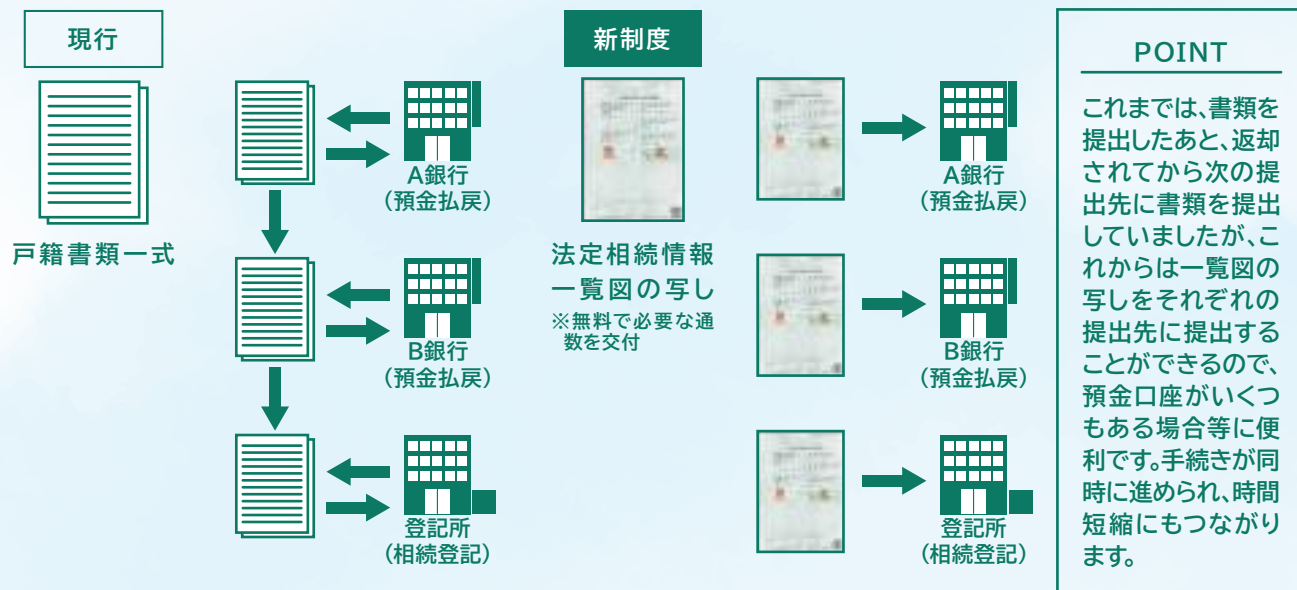 現行
戸籍書類一式
A銀行
（預金払戻）
B銀行
（預金払戻）
登記所
（相続登記）
新制度
法定相続情報
一覧図の写し
※無料で必要な通
数を交付
A銀行
（預金払戻）
B銀行
（預金払戻）
登記所
（相続登記）
POINT
これまでは、書類を
提出したあと、返却
されてから次の提
出先に書類を提出
していましたが、こ
れからは一覧図の
写しをそれぞれの
提出先に提出する
ことができるので、
預金口座がいくつ
もある場合等に便
利です。手続きが同
時に進められ、時間
短縮にもつながり
ます。